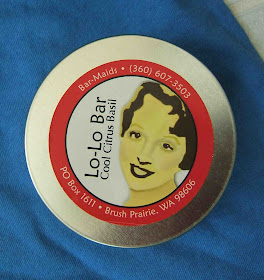 Bar-Maids • (360) 607.3503
Lo-Lo Bar
Cool Citrus Basil
PO Box 1611 • Brush Prairie, WA 98606